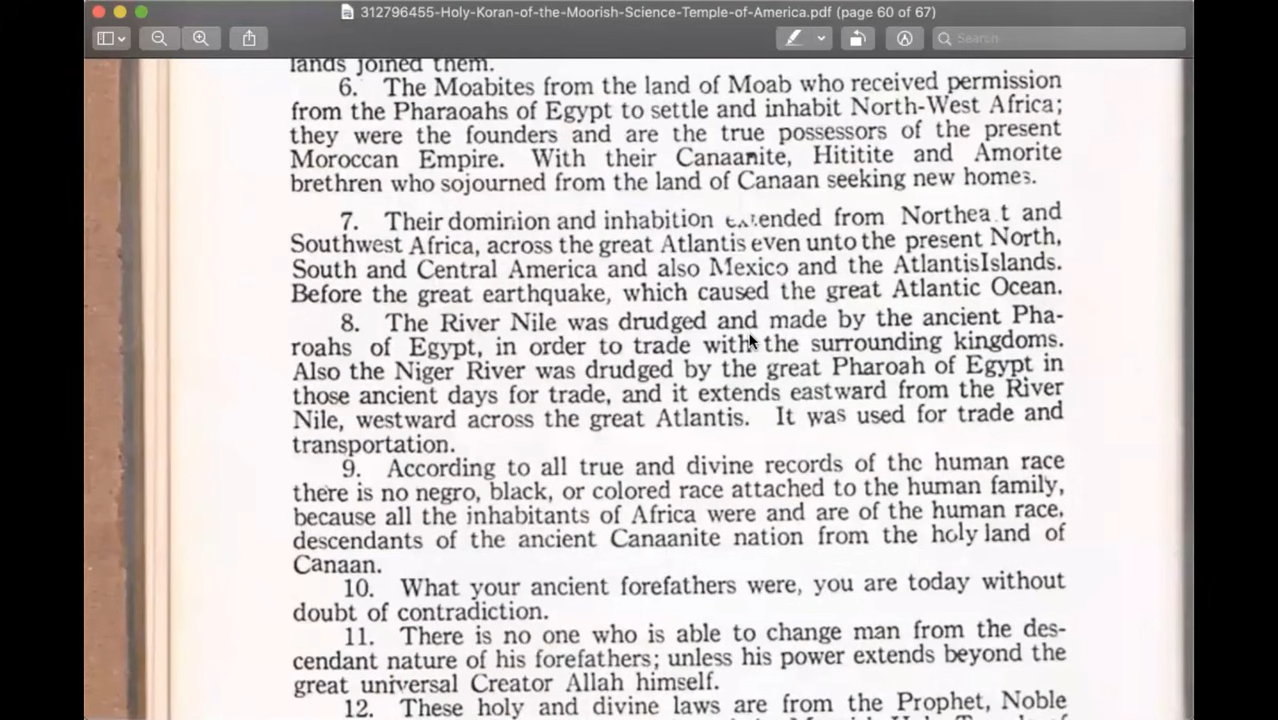 312796455-Holy-Koran-of-the-Moorish-Science-Temple-of-America.pdf (page 60 of 67)
Search
lands joined them.
6. The Moabites from the land of Moab who received permission
from the Pharaoahs of Egypt to settle and inhabit North-West Africa;
they were the founders and are the true possessors of the present
Moroccan Empire. With their Canaanite, Hititite and Amorite
brethren who sojourned from the land of Canaan seeking new homes.
7. Their dominion and inhabition extended from Northeast and
Southwest Africa, across the great Atlantis even unto the present North,
South and Central America and also Mexico and the AtlantisIslands.
Before the great earthquake, which caused the great Atlantic Ocean.
8. The River Nile was drudged and made by the ancient Pha-
roahs of Egypt, in order to trade with the surrounding kingdoms.
Also the Niger River was drudged by the great Pharoah of Egypt in
those ancient days for trade, and it extends eastward from the River
Nile, westward across the great Atlantis. It was used for trade and
transportation.
9. According to all true and divine records of the human race
there is no negro, black, or colored race attached to the human family,
because all the inhabitants of Africa were and are of the human race,
descendants of the ancient Canaanite nation from the holy land of
Canaan.
10. What your ancient forefathers were, you are today without
doubt of contradiction.
11. There is no one who is able to change man from the des-
cendant nature of his forefathers; unless his power extends beyond the
great universal Creator Allah himself.
12. These holy and divine laws are from the Prophet, Noble